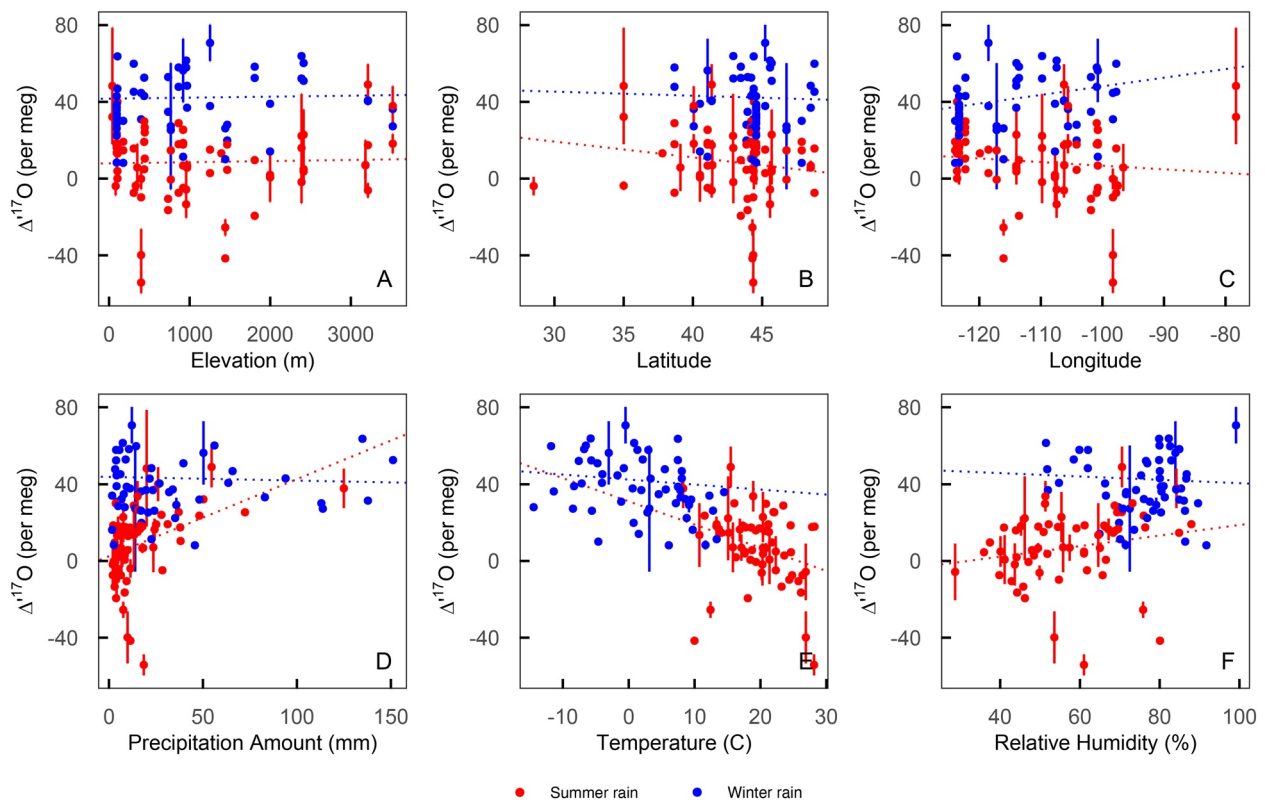 80
40
0
-40
Δ'¹⁷O (per meg)
A
0 1000 2000 3000
Elevation (m)
80
40
0
-40
Δ'¹⁷O (per meg)
B
30 35 40 45
Latitude
80
40
0
-40
Δ'¹⁷O (per meg)
C
-120 -110 -100 -90 -80
Longitude
80
40
0
-40
Δ'¹⁷O (per meg)
D
0 50 100 150
Precipitation Amount (mm)
80
40
0
-40
Δ'¹⁷O (per meg)
E
-10 0 10 20 30
Temperature (C)
80
40
0
-40
Δ'¹⁷O (per meg)
F
40 60 80 100
Relative Humidity (%)
Summer rain Winter rain